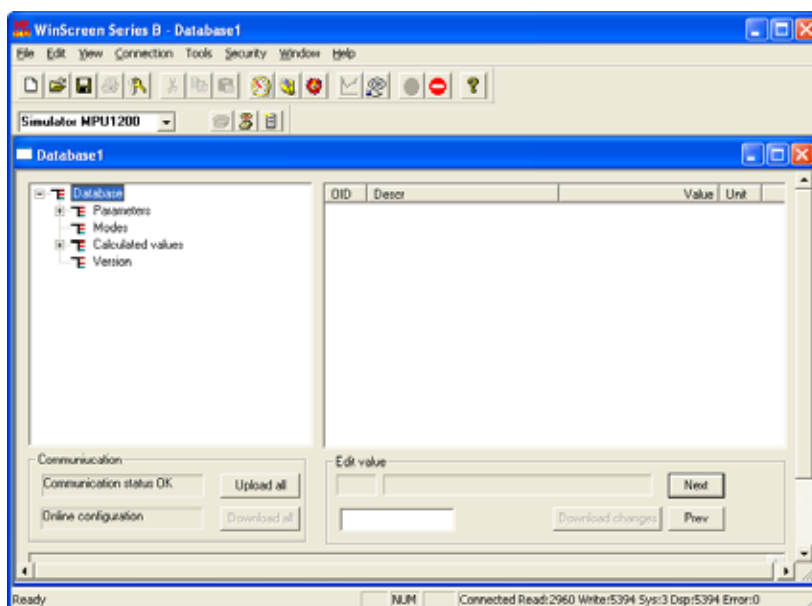 WinScreen Series B - Database1
File Edit View Connection Tools Security Window Help
Simulator MPU1200
Database1
Database
Parameters
Modes
Calculated values
Version
OID Descr Value Unit
Communiucation
Communication status OK Upload all
Online configuration Download all
Edit value
Next
Download changes Prev
Ready NUM Connected Read:2960 Write:5394 Sys:3 Dsp:5394 Error:0